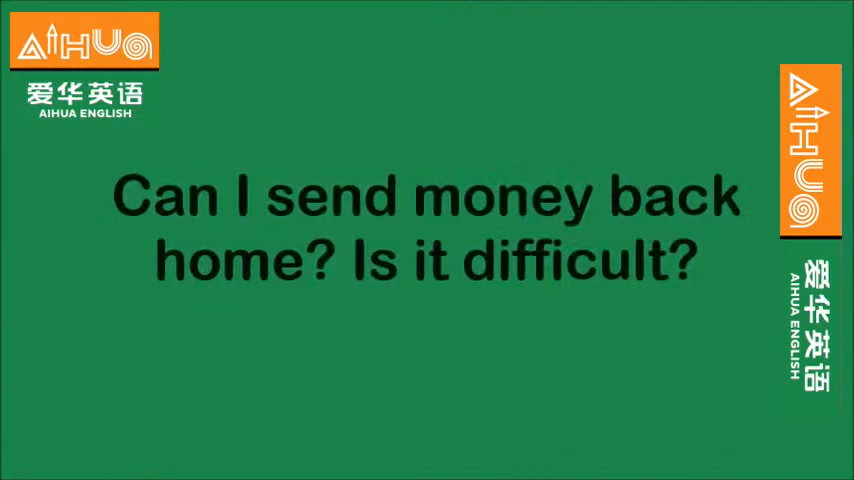 AIHUA
爱华英语
AIHUA ENGLISH
Can I send money back
home? Is it difficult?
AIHUA
爱华英语
AIHUA ENGLISH